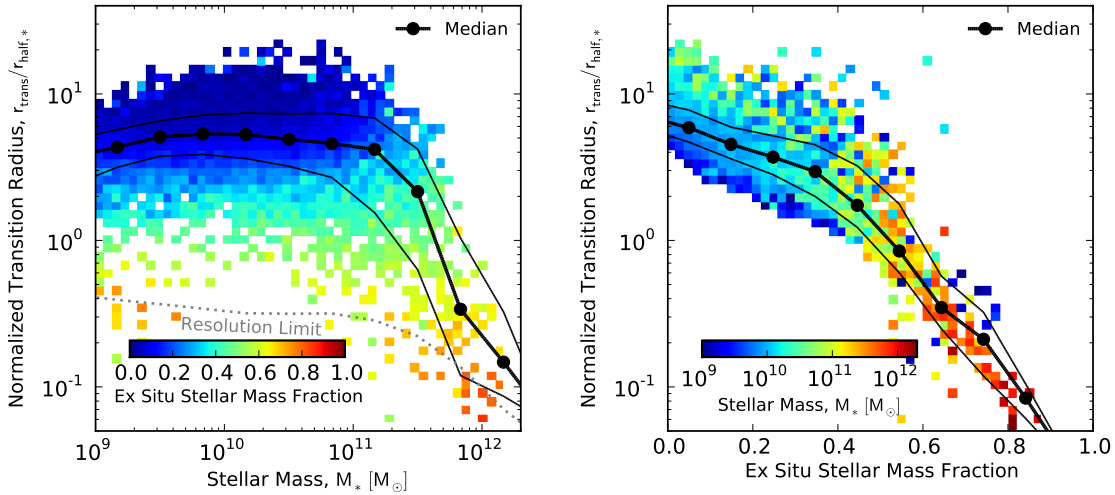 Normalized Transition Radius, r_trans/r_half,*
10^1
10^0
10^-1
Median
Resolution Limit
0.0 0.2 0.4 0.6 0.8 1.0
Ex Situ Stellar Mass Fraction
10^9 10^10 10^11 10^12
Stellar Mass, M_* [M_⊙]
Normalized Transition Radius, r_trans/r_half,*
10^1
10^0
10^-1
Median
10^9 10^10 10^11 10^12
Stellar Mass, M_* [M_⊙]
0.0 0.2 0.4 0.6 0.8 1.0
Ex Situ Stellar Mass Fraction